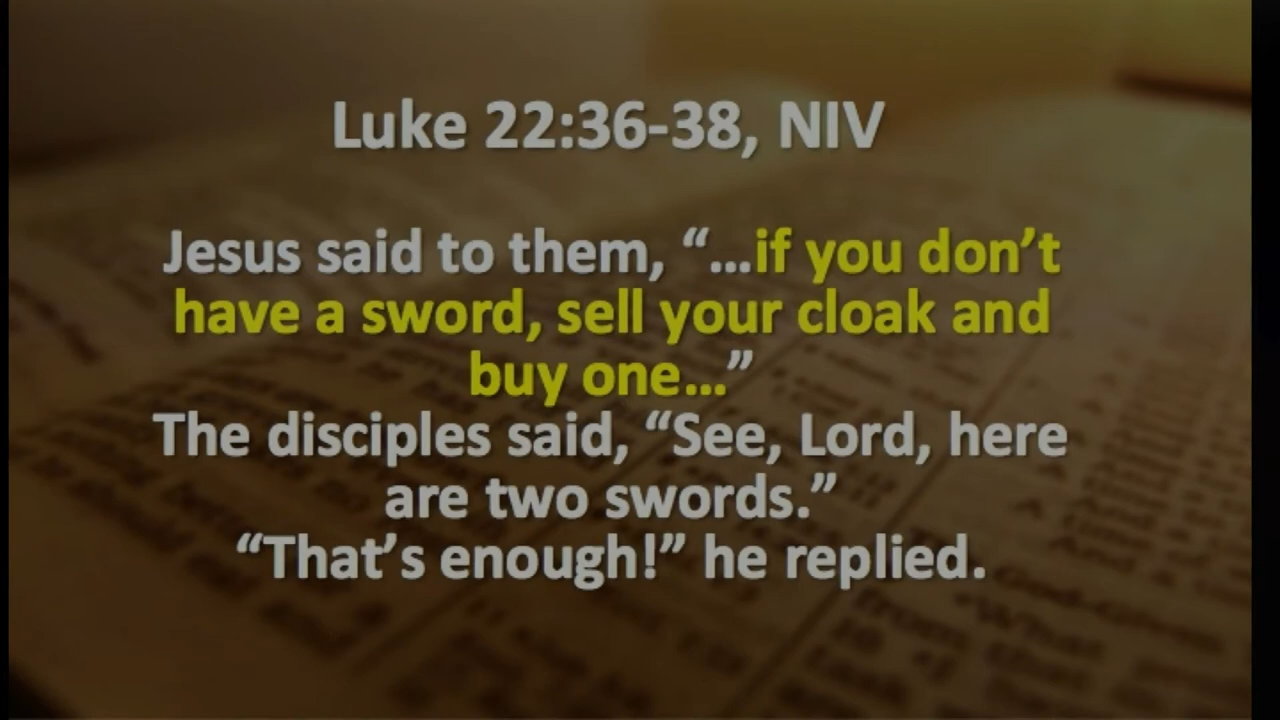 Luke 22:36-38, NIV
Jesus said to them, “…if you don’t
have a sword, sell your cloak and
buy one…”
The disciples said, “See, Lord, here
are two swords.”
“That’s enough!” he replied.